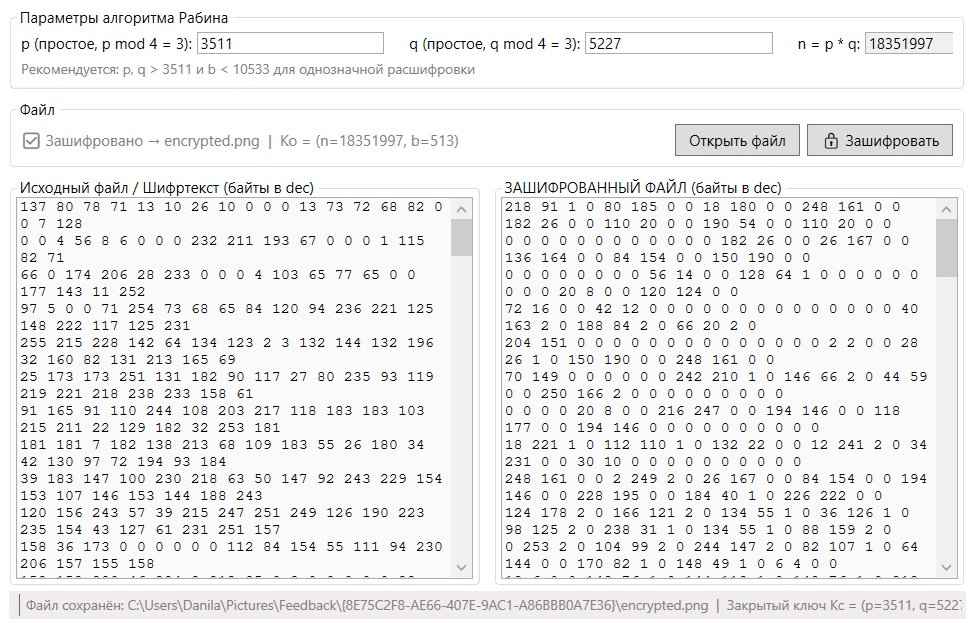 Параметры алгоритма Рабина
p (простое, p mod 4 = 3): 3511 q (простое, q mod 4 = 3): 5227 n = p * q: 18351997
Рекомендуется: p, q > 3511 и b < 10533 для однозначной расшифровки
Файл
Зашифровано → encrypted.png | Ko = (n=18351997, b=513)
Открыть файл Зашифровать
Исходный файл / Шифртекст (байты в dec)
137 80 78 71 13 10 26 10 0 0 0 13 73 72 68 82 0
0 7 128
0 0 4 56 8 6 0 0 0 232 211 193 67 0 0 0 1 115
82 71
66 0 174 206 28 233 0 0 0 4 103 65 77 65 0 0
177 143 11 252
97 5 0 0 71 254 73 68 65 84 120 94 236 221 125
148 222 117 125 231
255 215 228 142 64 134 123 2 3 132 144 132 196
32 160 82 131 213 165 69
25 173 173 251 131 182 90 117 27 80 235 93 119
219 221 218 238 233 158 61
91 165 91 110 244 108 203 217 118 183 183 103
215 211 22 129 182 32 253 181
181 181 7 182 138 213 68 109 183 55 26 180 34
42 130 97 72 194 93 184
39 183 147 100 230 218 63 50 147 92 243 229 154
153 107 146 153 144 188 243
120 156 243 57 39 215 247 251 249 126 190 223
235 154 43 127 61 231 251 157
158 36 173 0 0 0 0 0 0 112 84 154 55 111 94 230
206 157 155 158
ЗАШИФРОВАННЫЙ ФАЙЛ (байты в dec)
218 91 1 0 80 185 0 0 18 180 0 0 248 161 0 0
182 26 0 0 110 20 0 0 190 54 0 0 110 20 0 0
0 0 0 0 0 0 0 0 0 0 0 0 182 26 0 0 26 167 0 0
136 164 0 0 84 154 0 0 150 190 0 0
0 0 0 0 0 0 0 0 56 14 0 0 128 64 1 0 0 0 0 0 0
0 0 0 20 8 0 0 120 124 0 0
72 16 0 0 42 12 0 0 0 0 0 0 0 0 0 0 0 0 0 0 40
163 2 0 188 84 2 0 66 20 2 0
204 151 0 0 0 0 0 0 0 0 0 0 0 0 0 2 2 0 0 28
26 1 0 150 190 0 0 248 161 0 0
70 149 0 0 0 0 0 0 242 210 1 0 146 66 2 0 44 59
0 0 250 166 2 0 0 0 0 0 0 0 0 0
0 0 0 0 20 8 0 0 216 247 0 0 194 146 0 0 118
177 0 0 194 146 0 0 0 0 0 0 0 0 0 0
18 221 1 0 112 110 1 0 132 22 0 0 12 241 2 0 34
231 0 0 30 10 0 0 0 0 0 0 0 0 0 0
248 161 0 0 2 249 2 0 26 167 0 0 84 154 0 0 194
146 0 0 228 195 0 0 184 40 1 0 226 222 0 0
124 178 2 0 166 121 2 0 134 55 1 0 36 126 1 0
98 125 2 0 238 31 1 0 134 55 1 0 88 159 2 0
0 253 2 0 104 99 2 0 244 147 2 0 82 107 1 0 64
144 0 0 170 82 1 0 148 49 1 0 6 4 0 0
Файл сохранён: C:\Users\Danila\Pictures\Feedback\{8E75C2F8-AE66-407E-9AC1-A86BBB0A7E36}\encrypted.png | Закрытый ключ Kc = (p=3511, q=5227